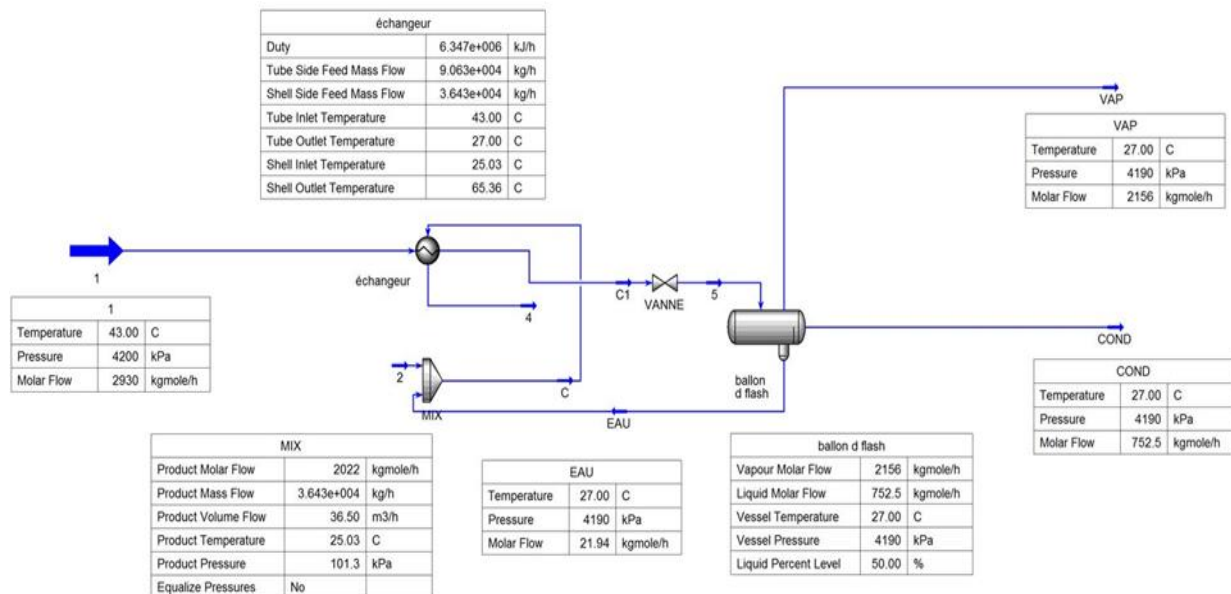 échangeur
Duty 6.347e+006 kJ/h
Tube Side Feed Mass Flow 9.063e+004 kg/h
Shell Side Feed Mass Flow 3.643e+004 kg/h
Tube Inlet Temperature 43.00 C
Tube Outlet Temperature 27.00 C
Shell Inlet Temperature 25.03 C
Shell Outlet Temperature 65.36 C
VAP
VAP
Temperature 27.00 C
Pressure 4190 kPa
Molar Flow 2156 kgmole/h
1
échangeur
C1
VANNE
5
4
1
Temperature 43.00 C
Pressure 4200 kPa
Molar Flow 2930 kgmole/h
COND
2
MIX
C
EAU
ballon
d flash
COND
Temperature 27.00 C
Pressure 4190 kPa
Molar Flow 752.5 kgmole/h
MIX
Product Molar Flow 2022 kgmole/h
Product Mass Flow 3.643e+004 kg/h
Product Volume Flow 36.50 m3/h
Product Temperature 25.03 C
Product Pressure 101.3 kPa
Equalize Pressures No
EAU
Temperature 27.00 C
Pressure 4190 kPa
Molar Flow 21.94 kgmole/h
ballon d flash
Vapour Molar Flow 2156 kgmole/h
Liquid Molar Flow 752.5 kgmole/h
Vessel Temperature 27.00 C
Vessel Pressure 4190 kPa
Liquid Percent Level 50.00 %